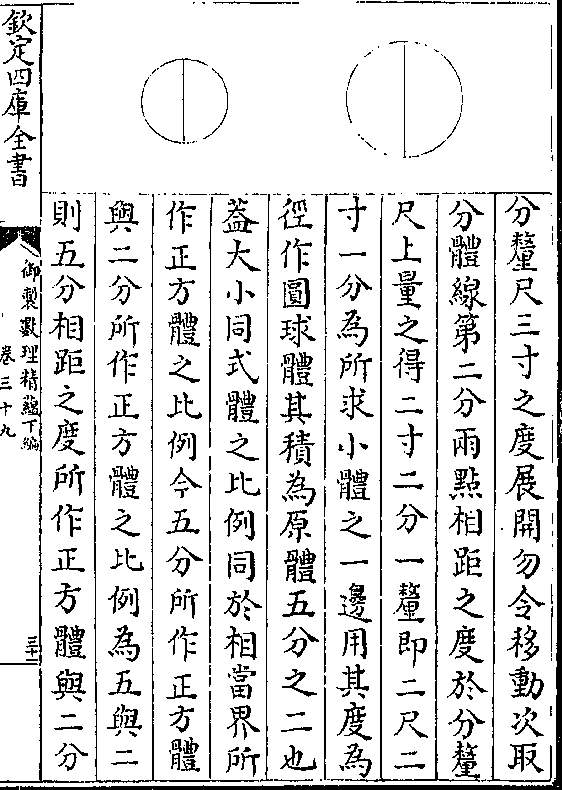 分釐尺三寸之度展開勿令移動次取
分體線第二分兩點相距之度於分釐
尺上量之得二寸二分一釐即二尺二
寸一分為所求小體之一邊用其度為
徑作圓球體其積為原體五分之二也
葢大小同式體之比例同於相當界所
作正方體之比例今五分所作正方體
與二分所作正方體之比例為五與二
則五分相距之度所作正方體與二分
欽定四庫全書
御製數理精蘊下編
卷三十九
三十一